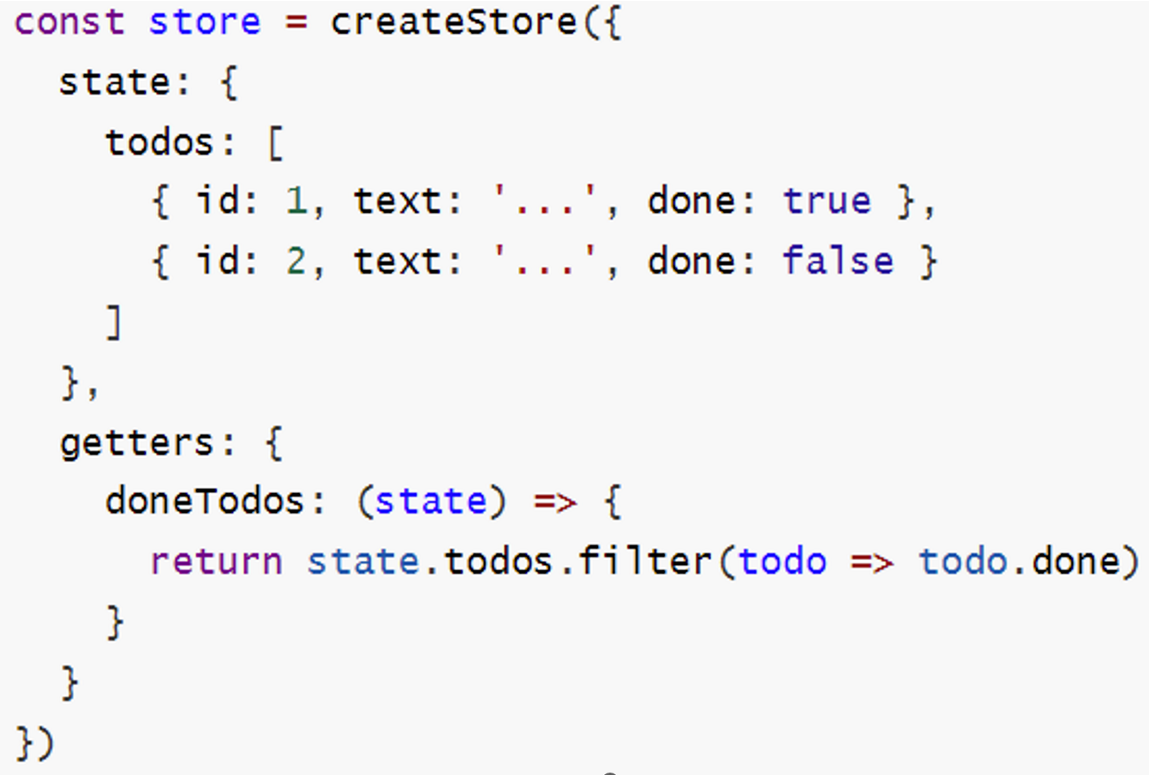 const store = createStore({
  state: {
    todos: [
      { id: 1, text: '...', done: true },
      { id: 2, text: '...', done: false }
    ]
  },
  getters: {
    doneTodos: (state) => {
      return state.todos.filter(todo => todo.done)
    }
  }
})